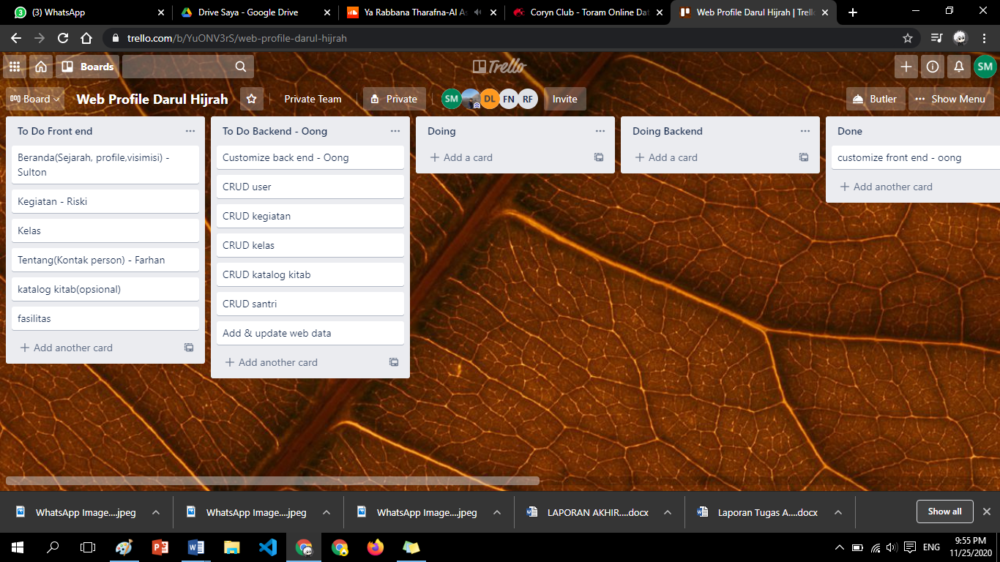 (3) WhatsApp
Drive Saya - Google Drive
Ya Rabbana Tharafna-Al As
Coryn Club - Toram Online Dat
Web Profile Darul Hijrah | Trello
trello.com/b/YuONV3rS/web-profile-darul-hijrah
Boards
Trello
SM
Board
Web Profile Darul Hijrah
Private Team
Private
SM
DL
FN
RF
Invite
Butler
Show Menu
To Do Front end
Beranda(Sejarah, profile,visimisi) -
Sulton
Kegiatan - Riski
Kelas
Tentang(Kontak person) - Farhan
katalog kitab(opsional)
fasilitas
Add another card
To Do Backend - Oong
Customize back end - Oong
CRUD user
CRUD kegiatan
CRUD kelas
CRUD katalog kitab
CRUD santri
Add & update web data
Add another card
Doing
Add a card
Doing Backend
Add a card
Done
customize front end - oong
Add another card
WhatsApp Image....jpeg
WhatsApp Image....jpeg
WhatsApp Image....jpeg
LAPORAN AKHIR....docx
Laporan Tugas A....docx
Show all
ENG
9:55 PM
11/25/2020